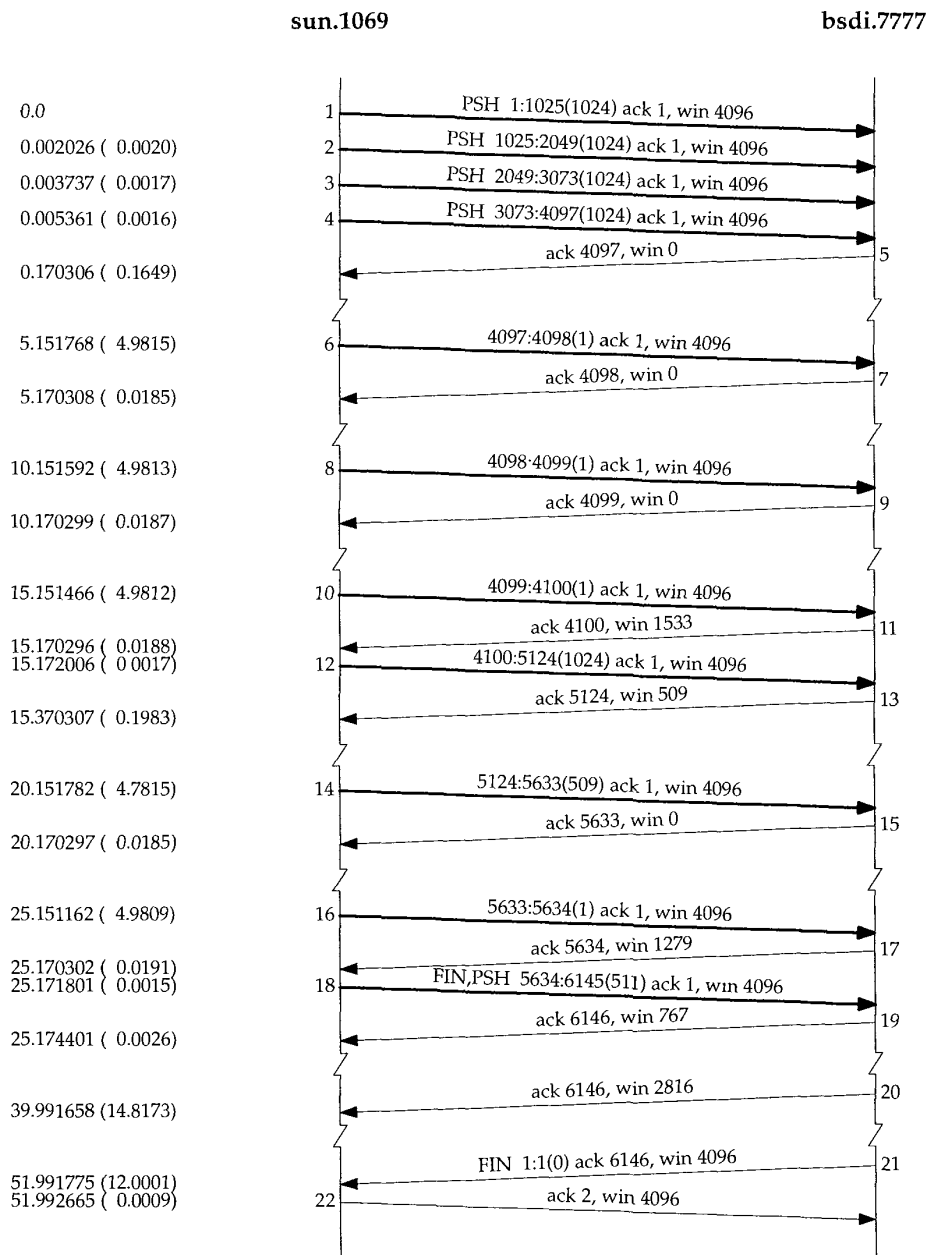 sun.1069 bsdi.7777
0.0 1 PSH 1:1025(1024) ack 1, win 4096
0.002026 ( 0.0020) 2 PSH 1025:2049(1024) ack 1, win 4096
0.003737 ( 0.0017) 3 PSH 2049:3073(1024) ack 1, win 4096
0.005361 ( 0.0016) 4 PSH 3073:4097(1024) ack 1, win 4096
ack 4097, win 0 5
0.170306 ( 0.1649)
5.151768 ( 4.9815) 6 4097:4098(1) ack 1, win 4096
ack 4098, win 0 7
5.170308 ( 0.0185)
10.151592 ( 4.9813) 8 4098:4099(1) ack 1, win 4096
ack 4099, win 0 9
10.170299 ( 0.0187)
15.151466 ( 4.9812) 10 4099:4100(1) ack 1, win 4096
ack 4100, win 1533 11
15.170296 ( 0.0188)
15.172006 ( 0 0017) 12 4100:5124(1024) ack 1, win 4096
ack 5124, win 509 13
15.370307 ( 0.1983)
20.151782 ( 4.7815) 14 5124:5633(509) ack 1, win 4096
ack 5633, win 0 15
20.170297 ( 0.0185)
25.151162 ( 4.9809) 16 5633:5634(1) ack 1, win 4096
ack 5634, win 1279 17
25.170302 ( 0.0191)
25.171801 ( 0.0015) 18 FIN,PSH 5634:6145(511) ack 1, win 4096
ack 6146, win 767 19
25.174401 ( 0.0026)
ack 6146, win 2816 20
39.991658 (14.8173)
FIN 1:1(0) ack 6146, win 4096 21
51.991775 (12.0001)
51.992665 ( 0.0009) 22 ack 2, win 4096